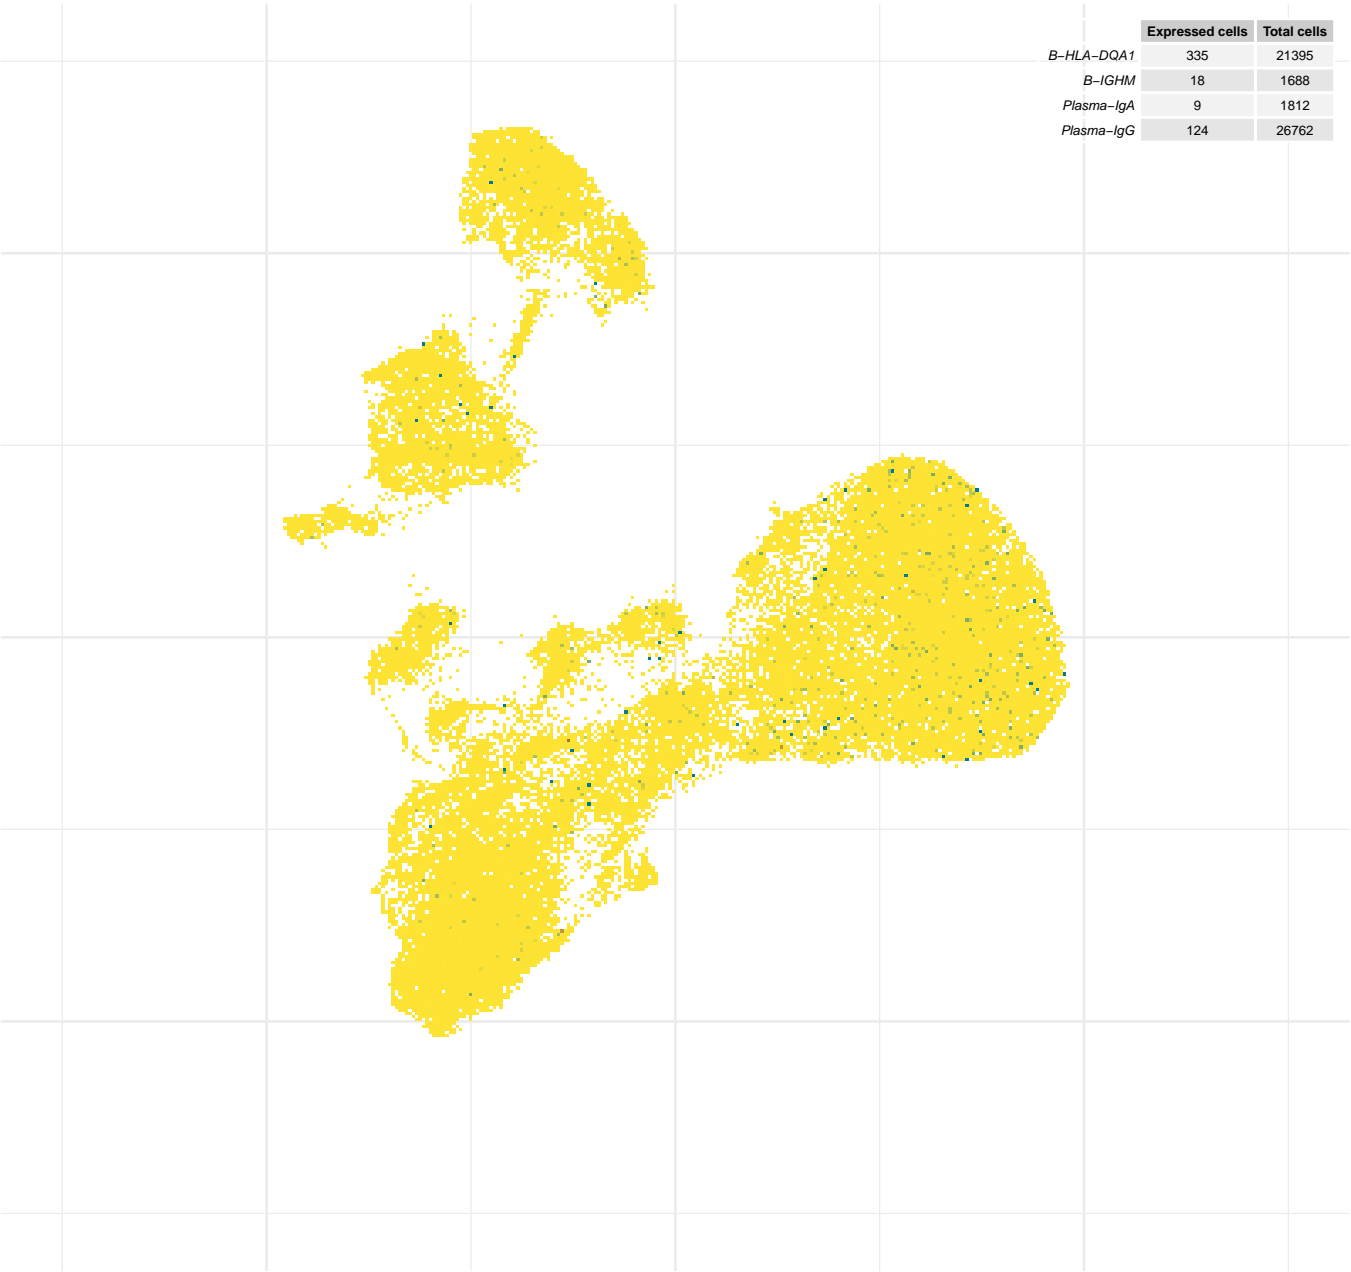 Expressed cells Total cells
B−HLA−DQA1 335 21395
B−IGHM 18 1688
Plasma−IgA 9 1812
Plasma−IgG 124 26762